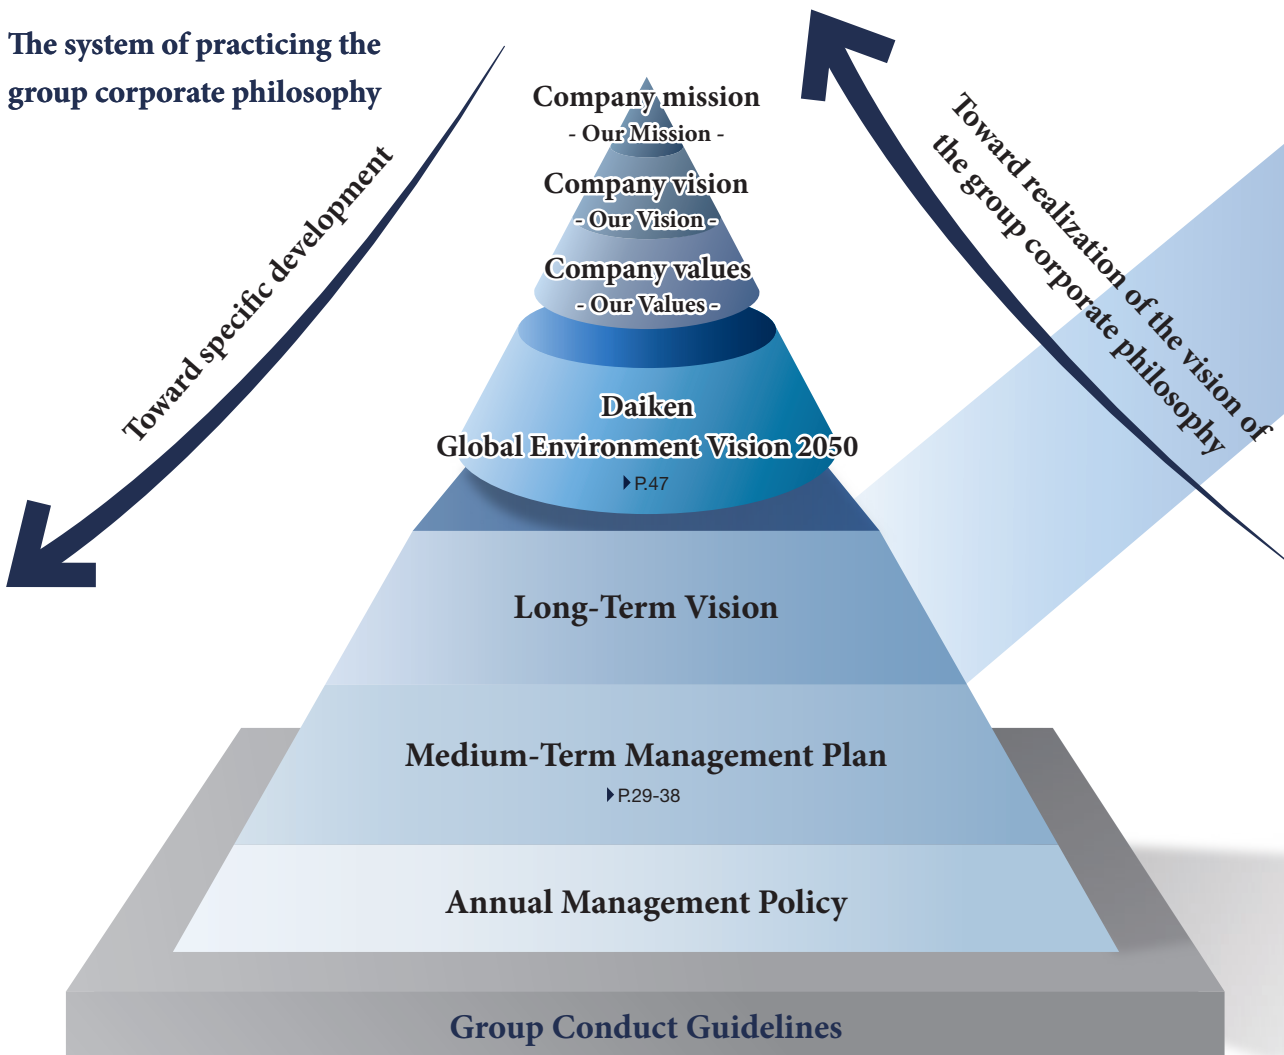 The system of practicing the
group corporate philosophy
Toward specific development
Toward realization of the vision of
the group corporate philosophy
Company mission
- Our Mission -
Company vision
- Our Vision -
Company values
- Our Values -
Daiken
Global Environment Vision 2050
P.47
Long-Term Vision
Medium-Term Management Plan
P.29-38
Annual Management Policy
Group Conduct Guidelines